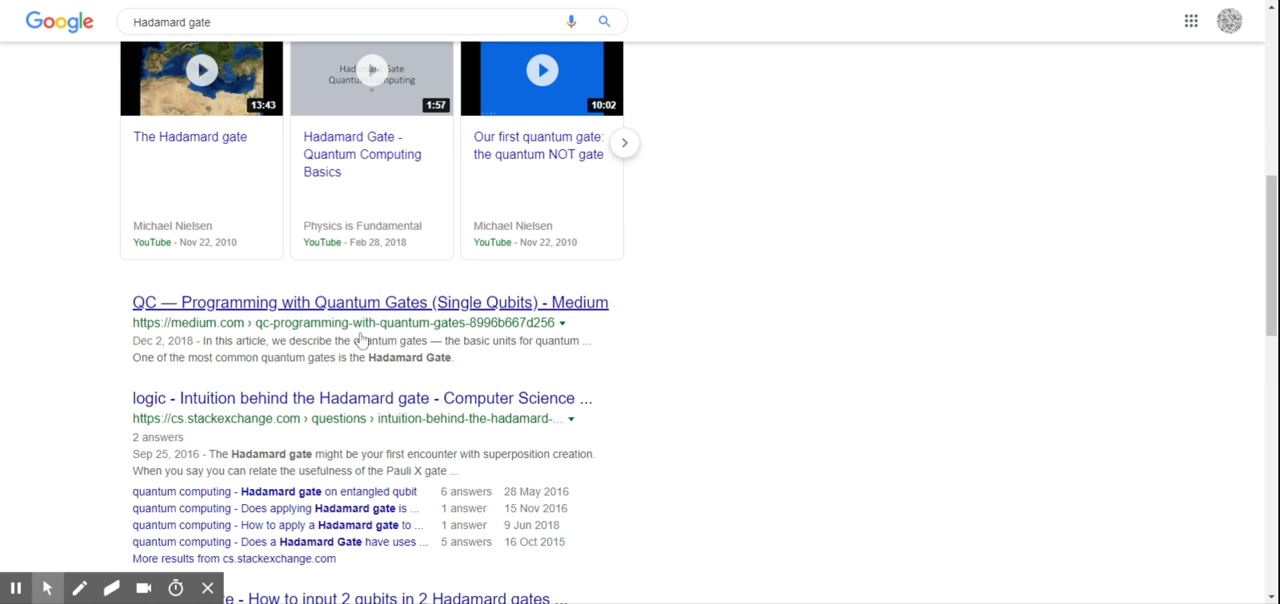 Google
Hadamard gate
Hadamard Gate
Quantum Computing
13:43
1:57
10:02
The Hadamard gate
Hadamard Gate -
Quantum Computing
Basics
Our first quantum gate:
the quantum NOT gate
Michael Nielsen
YouTube - Nov 22, 2010
Physics is Fundamental
YouTube - Feb 28, 2018
Michael Nielsen
YouTube - Nov 22, 2010
QC — Programming with Quantum Gates (Single Qubits) - Medium
https://medium.com › qc-programming-with-quantum-gates-8996b667d256
Dec 2, 2018 - In this article, we describe the quantum gates — the basic units for quantum ...
One of the most common quantum gates is the Hadamard Gate.
logic - Intuition behind the Hadamard gate - Computer Science ...
https://cs.stackexchange.com › questions › intuition-behind-the-hadamard-...
2 answers
Sep 25, 2016 - The Hadamard gate might be your first encounter with superposition creation.
When you say you can relate the usefulness of the Pauli X gate ...
quantum computing - Hadamard gate on entangled qubit 6 answers 28 May 2016
quantum computing - Does applying Hadamard gate is ... 1 answer 15 Nov 2016
quantum computing - How to apply a Hadamard gate to ... 1 answer 9 Jun 2018
quantum computing - Does a Hadamard Gate have uses ... 5 answers 16 Oct 2015
More results from cs.stackexchange.com
- How to input 2 qubits in 2 Hadamard gates ...